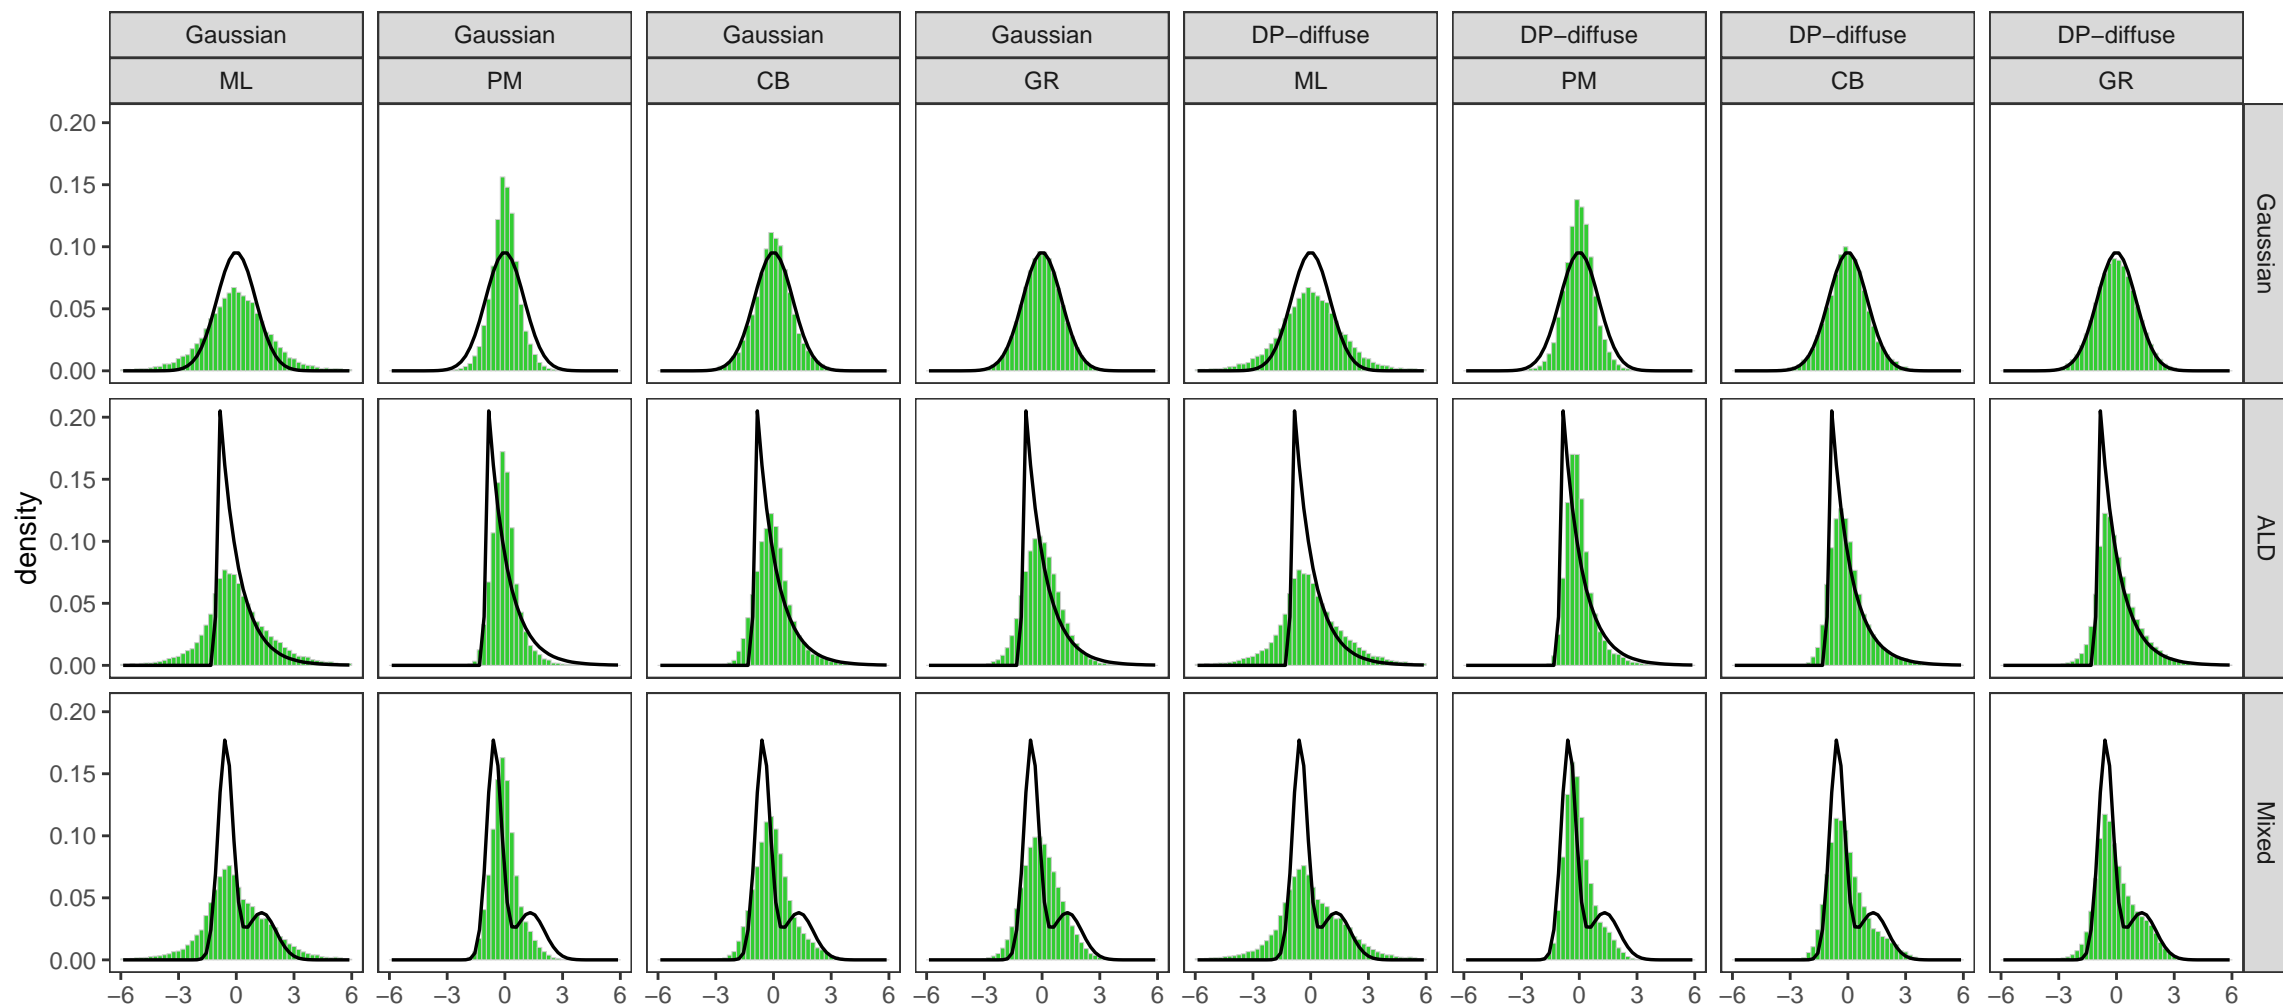 Gaussian Gaussian Gaussian Gaussian DP−diffuse DP−diffuse DP−diffuse DP−diffuse
ML PM CB GR ML PM CB GR
0.20
0.15
0.10
0.05
0.00
Gaussian
0.20
0.15
0.10
0.05
0.00
ALD
density
0.20
0.15
0.10
0.05
0.00
Mixed
−6 −3 0 3 6 −6 −3 0 3 6 −6 −3 0 3 6 −6 −3 0 3 6 −6 −3 0 3 6 −6 −3 0 3 6 −6 −3 0 3 6 −6 −3 0 3 6